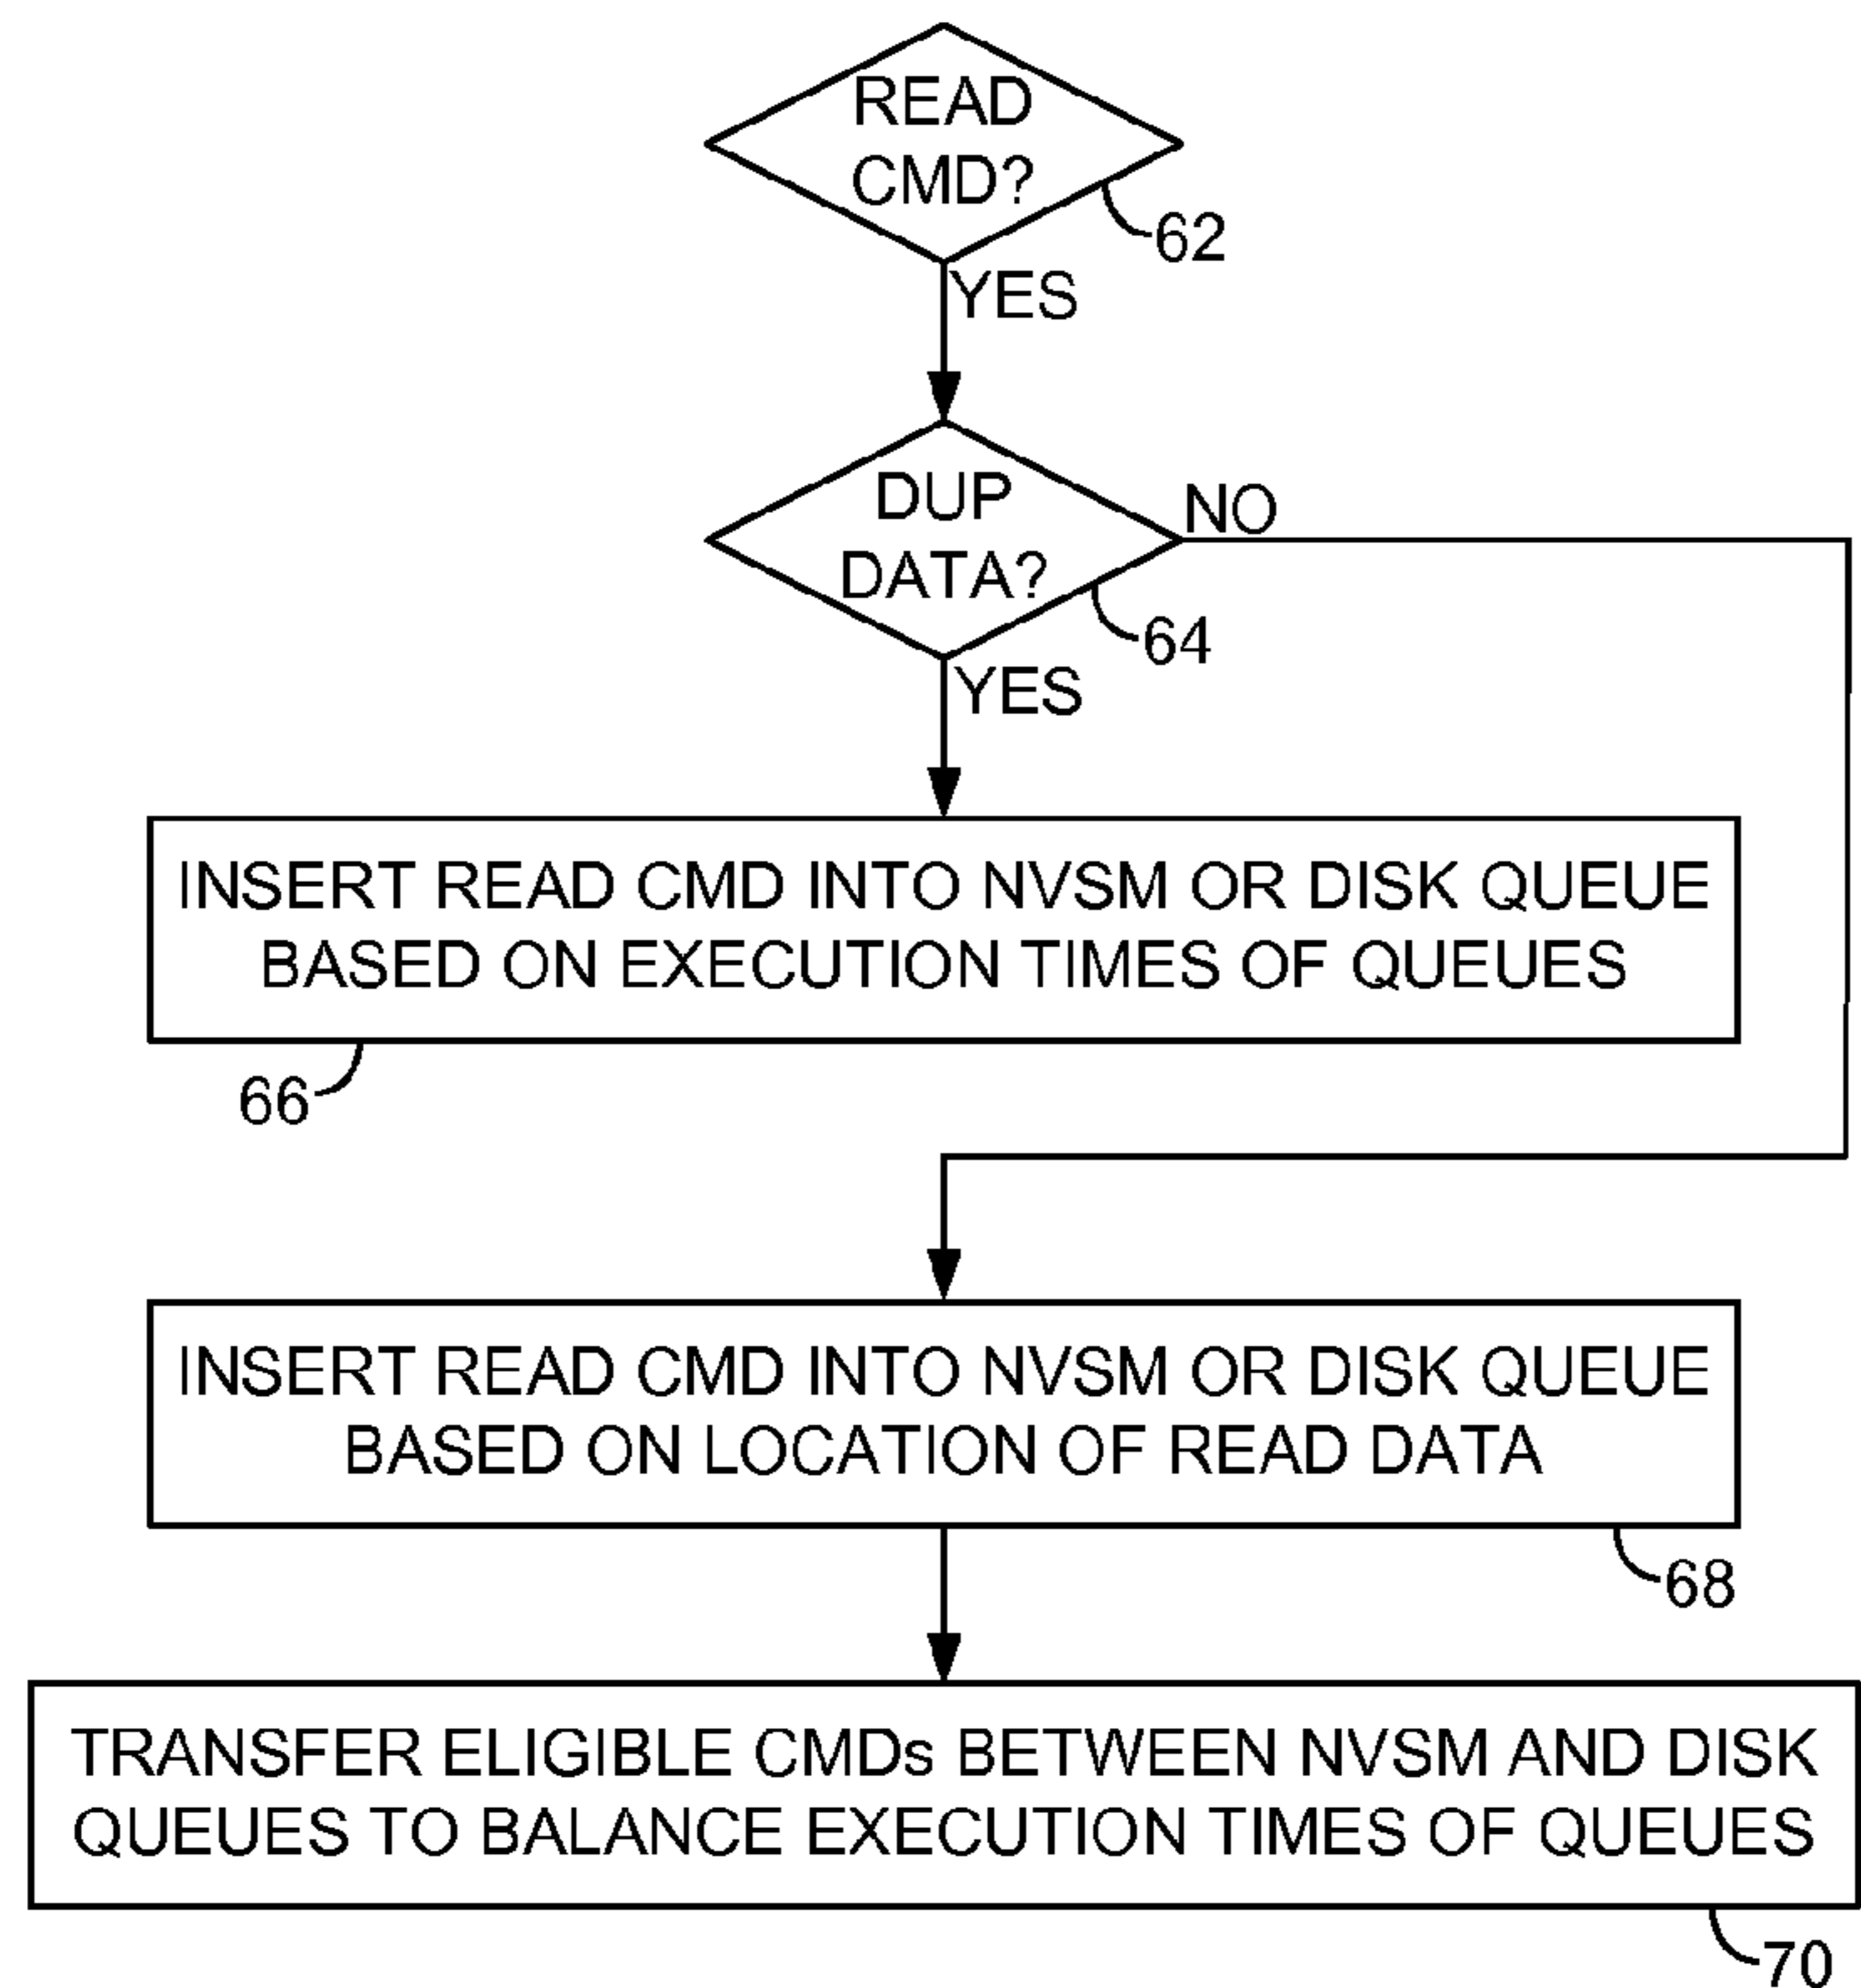 READ
CMD?
62
YES
DUP
DATA?
NO
64
YES
INSERT READ CMD INTO NVSM OR DISK QUEUE
BASED ON EXECUTION TIMES OF QUEUES
66
INSERT READ CMD INTO NVSM OR DISK QUEUE
BASED ON LOCATION OF READ DATA
68
TRANSFER ELIGIBLE CMDs BETWEEN NVSM AND DISK
QUEUES TO BALANCE EXECUTION TIMES OF QUEUES
70